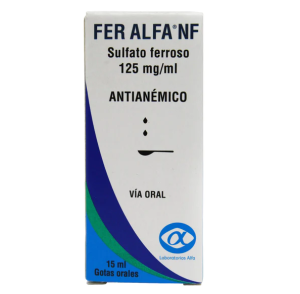 FER ALFA® NF
Sulfato ferroso
125 mg/ml
ANTIANÉMICO
VÍA ORAL
α
Laboratorios Alfa
15 ml
Gotas orales